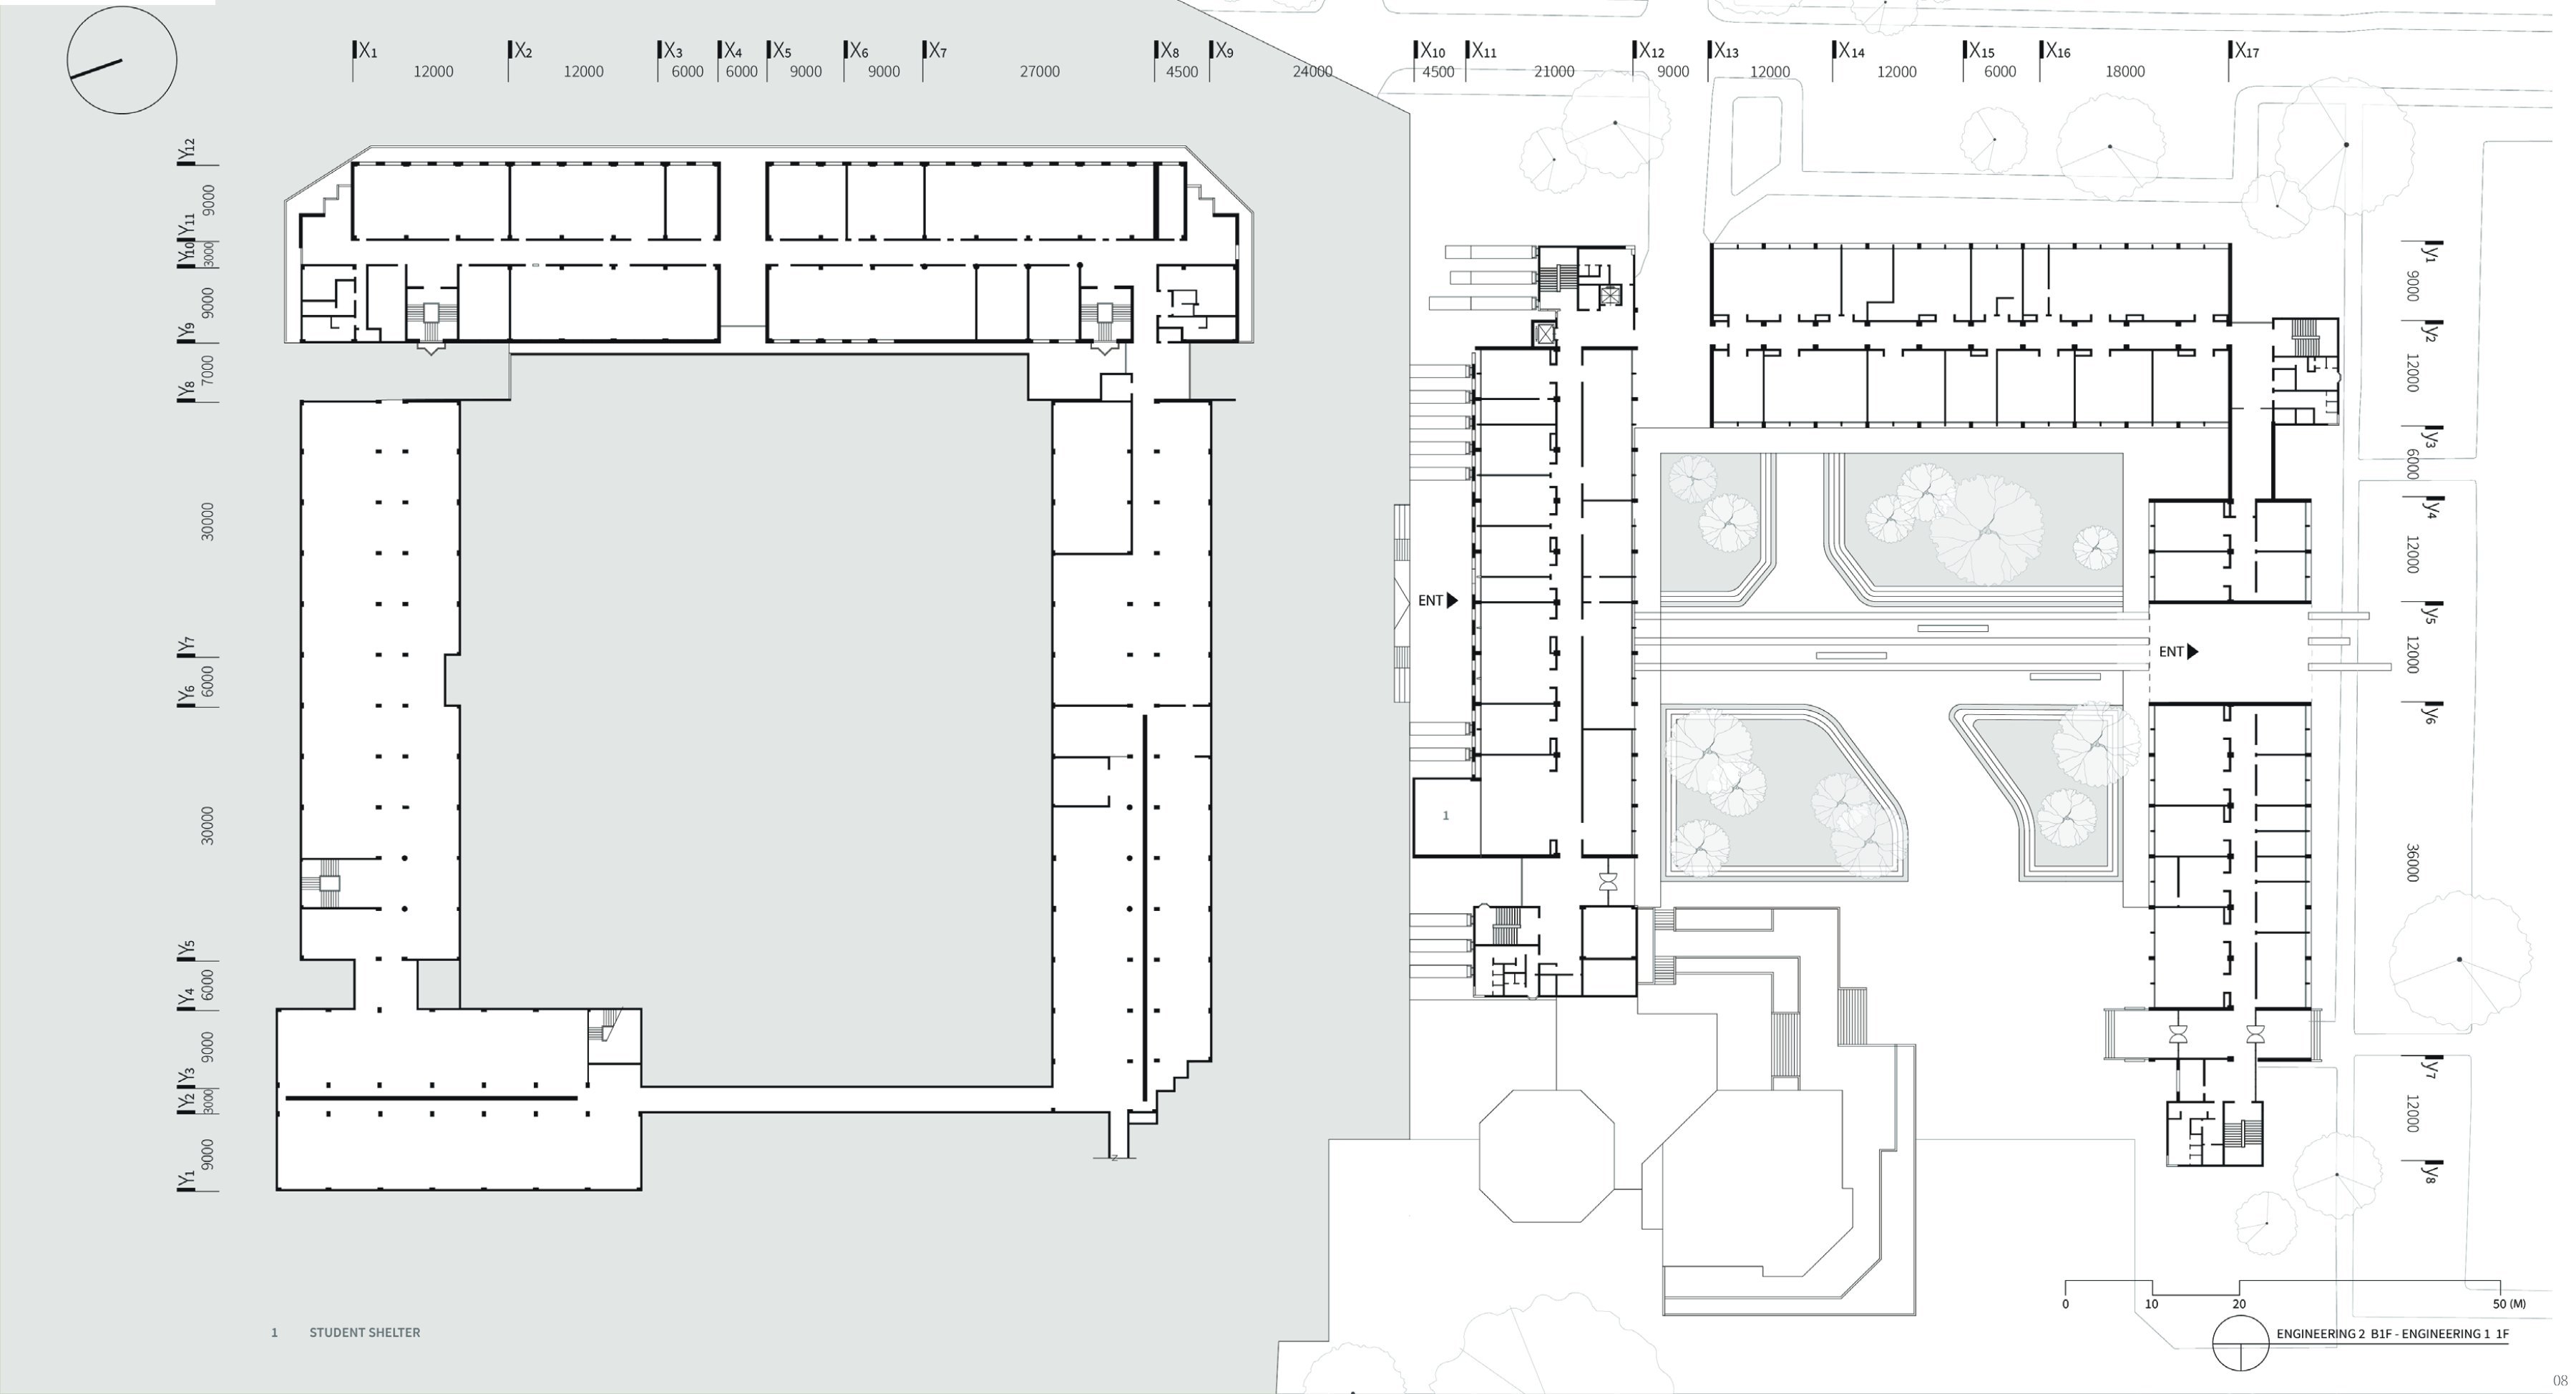 X1 X2 X3 X4 X5 X6 X7 X8 X9 X10 X11 X12 X13 X14 X15 X16 X17
12000 12000 6000 6000 9000 9000 27000 4500 24000 4500 21000 9000 12000 12000 6000 18000
Y12
9000
Y11
3000
Y10
9000
Y9
7000
Y8
30000
Y7
6000
Y6
30000
Y5
6000
Y4
9000
Y3
3000
Y2
9000
Y1
ENT
1
ENT
y1
9000
y2
12000
y3
6000
y4
12000
y5
12000
y6
36000
y7
12000
y8
Z
1 STUDENT SHELTER
0 10 20 50 (M)
ENGINEERING 2 B1F - ENGINEERING 1 1F
08